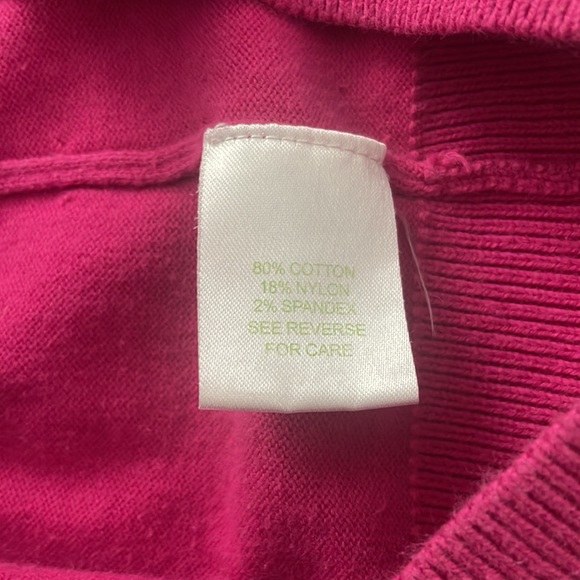 80% COTTON
18% NYLON
2% SPANDEX
SEE REVERSE
FOR CARE